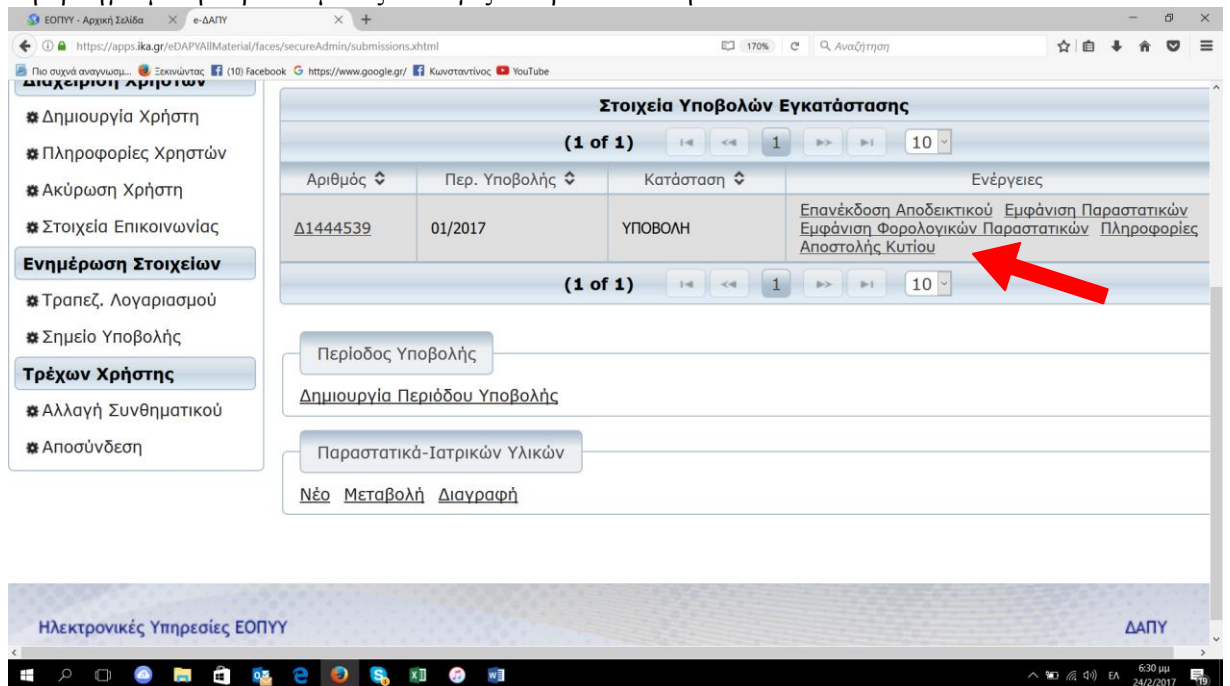 ΕΟΠΥΥ - Αρχική Σελίδα
e-ΔΑΠΥ
https://apps.ika.gr/eDAPYAllMaterial/faces/secureAdmin/submissions.xhtml
170%
Αναζήτηση
Πιο συχνά αναγνωσμ... Ξεκινώντας (10) Facebook https://www.google.gr/ Κωνσταντίνος YouTube
Διαχείριση Χρηστών
Δημιουργία Χρήστη
Πληροφορίες Χρηστών
Ακύρωση Χρήστη
Στοιχεία Επικοινωνίας
Ενημέρωση Στοιχείων
Τραπεζ. Λογαριασμού
Σημείο Υποβολής
Τρέχων Χρήστης
Αλλαγή Συνθηματικού
Αποσύνδεση
Στοιχεία Υποβολών Εγκατάστασης
(1 of 1) 1 10
Αριθμός Περ. Υποβολής Κατάσταση Ενέργειες
Δ1444539 01/2017 ΥΠΟΒΟΛΗ
Επανέκδοση Αποδεικτικού Εμφάνιση Παραστατικών
Εμφάνιση Φορολογικών Παραστατικών Πληροφορίες
Αποστολής Κυτίου
(1 of 1) 1 10
Περίοδος Υποβολής
Δημιουργία Περιόδου Υποβολής
Παραστατικά-Ιατρικών Υλικών
Νέο Μεταβολή Διαγραφή
Ηλεκτρονικές Υπηρεσίες ΕΟΠΥΥ
ΔΑΠΥ
ΕΛ
6:30 μμ
24/2/2017
19